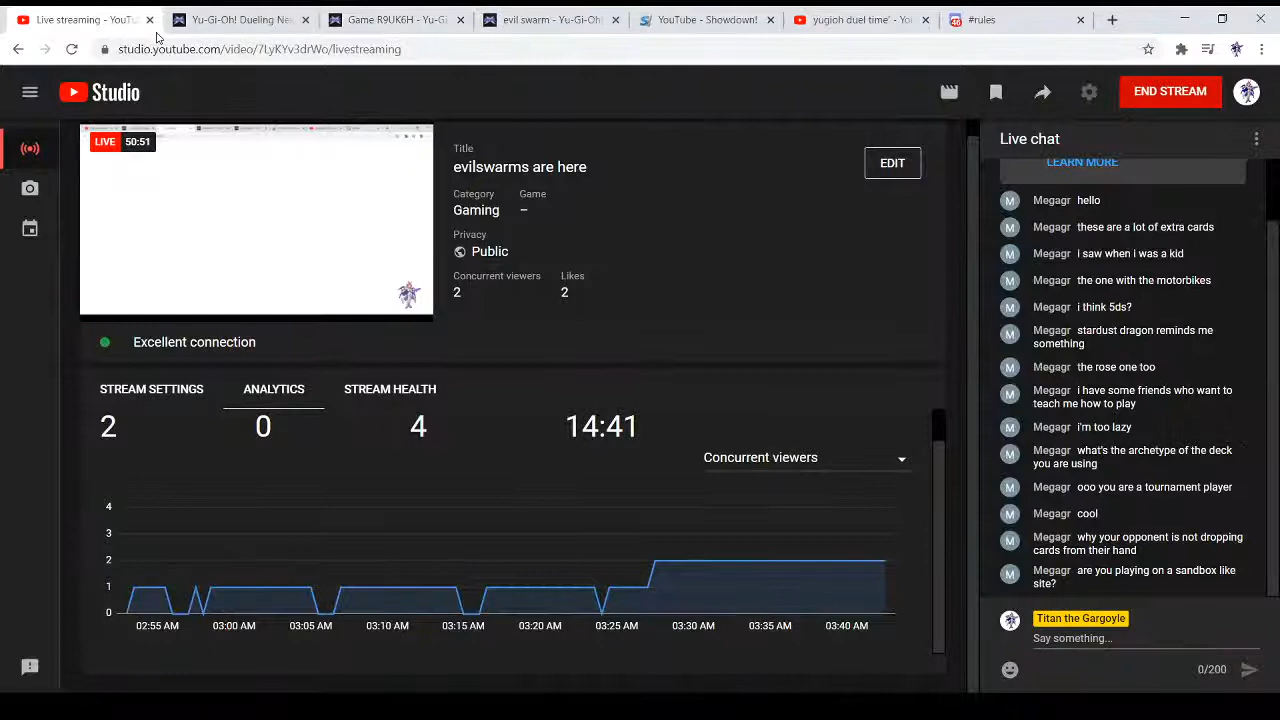 Live streaming - YouTu
Yu-Gi-Oh! Dueling Ne
Game R9UK6H - Yu-G
evil swarm - Yu-Gi-Oh
YouTube - Showdown!
yugioh duel time' - Yo
46
#rules
studio.youtube.com/video/7LyKYv3drWo/livestreaming
Studio
END STREAM
LIVE 50:51
Title
evilswarms are here
EDIT
Category Game
Gaming –
Privacy
Public
Concurrent viewers Likes
2 2
Excellent connection
STREAM SETTINGS ANALYTICS STREAM HEALTH
2 0 4 14:41
Concurrent viewers
4
3
2
1
0
02:55 AM 03:00 AM 03:05 AM 03:10 AM 03:15 AM 03:20 AM 03:25 AM 03:30 AM 03:35 AM 03:40 AM
Live chat
LEARN MORE
M Megagr hello
M Megagr these are a lot of extra cards
M Megagr i saw when i was a kid
M Megagr the one with the motorbikes
M Megagr i think 5ds?
M Megagr stardust dragon reminds me
something
M Megagr the rose one too
M Megagr i have some friends who want to
teach me how to play
M Megagr i'm too lazy
M Megagr what's the archetype of the deck
you are using
M Megagr ooo you are a tournament player
M Megagr cool
M Megagr why your opponent is not dropping
cards from their hand
M Megagr are you playing on a sandbox like
site?
Titan the Gargoyle
Say something...
0/200